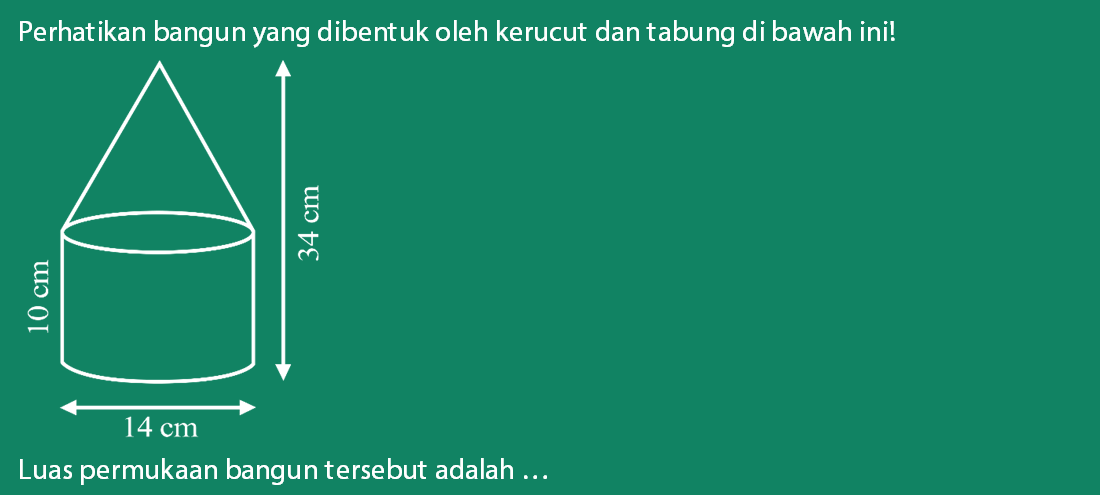 Perhatikan bangun yang dibentuk oleh kerucut dan tabung di bawah ini!
34 cm
10 cm
14 cm
Luas permukaan bangun tersebut adalah ...